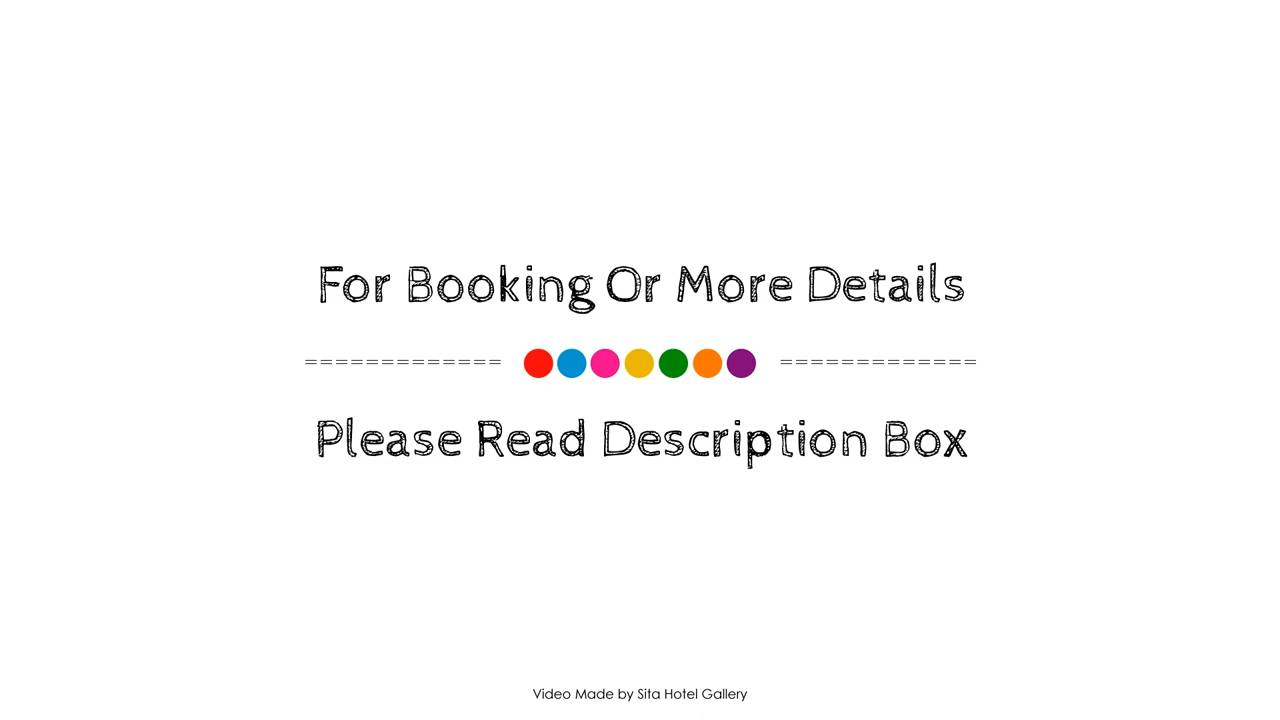 For Booking Or More Details
============= =============
Please Read Description Box
Video Made by Sita Hotel Gallery